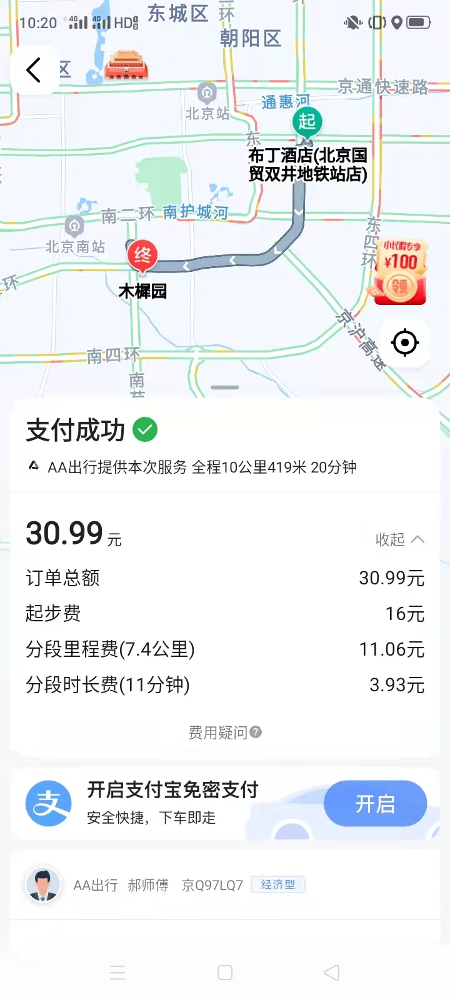 10:20 4G 4G HD
东城区
二环
朝阳区
区
京通快速路
北京站
通惠河
起
东
布丁酒店(北京国
贸双井地铁站店)
南二环
南护城河
北京南站
东四环
小长假专享
¥100
领
终
环
木樨园
京沪高速
南四环
南苑
支付成功
AA出行提供本次服务 全程10公里419米 20分钟
30.99元
收起
订单总额 30.99元
起步费 16元
分段里程费(7.4公里) 11.06元
分段时长费(11分钟) 3.93元
费用疑问?
支 开启支付宝免密支付
安全快捷，下车即走
开启
AA出行 郝师傅 京Q97LQ7 经济型